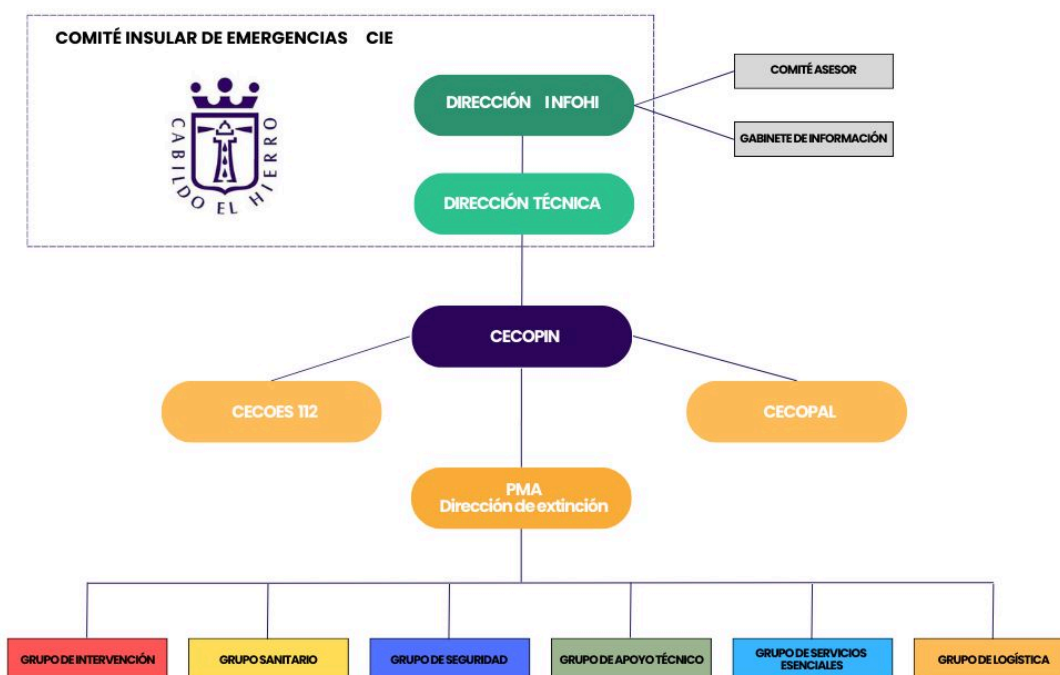 COMITÉ INSULAR DE EMERGENCIAS CIE
CABILDO EL HIERRO
DIRECCIÓN INFOHI
COMITÉ ASESOR
GABINETE DE INFORMACIÓN
DIRECCIÓN TÉCNICA
CECOPIN
CECOES 112
CECOPAL
PMA
Dirección de extinción
GRUPO DE INTERVENCIÓN
GRUPO SANITARIO
GRUPO DE SEGURIDAD
GRUPO DE APOYO TÉCNICO
GRUPO DE SERVICIOS
ESENCIALES
GRUPO DE LOGÍSTICA